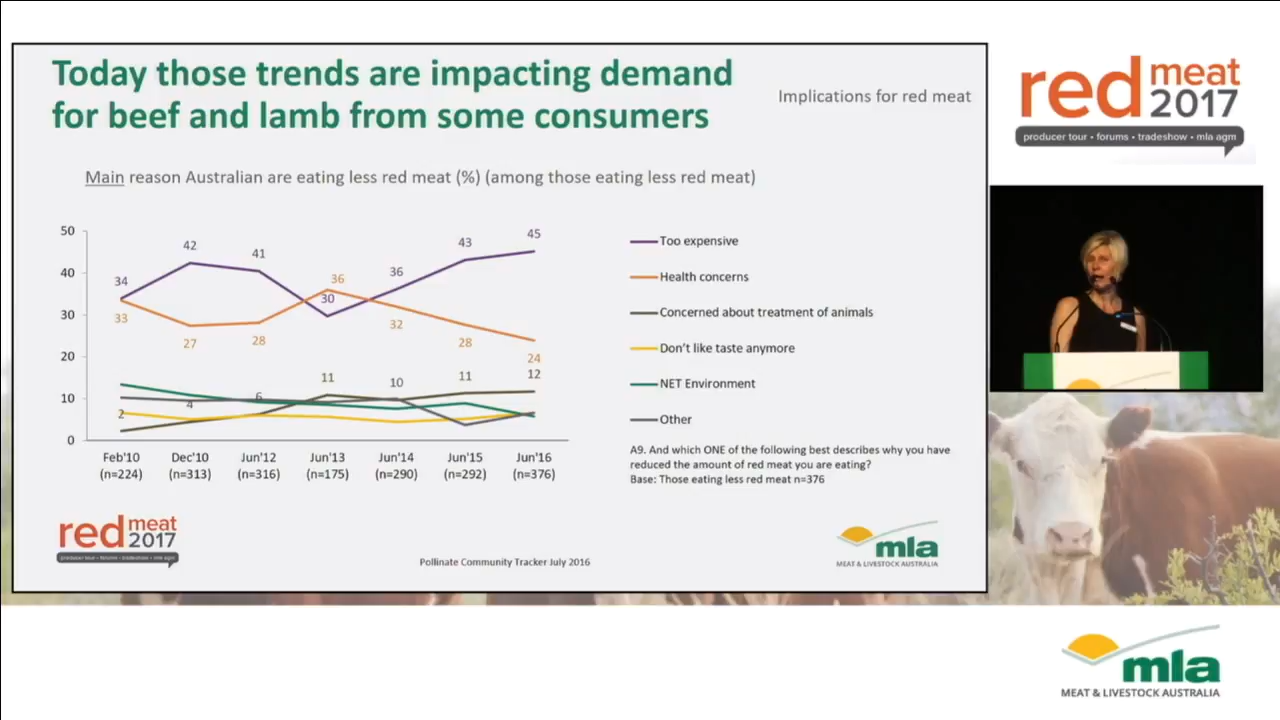 Today those trends are impacting demand
for beef and lamb from some consumers
Implications for red meat
Main reason Australian are eating less red meat (%) (among those eating less red meat)
50
40
30
20
10
0
34
42
41
30
36
43
45
33
27
28
36
32
28
24
2
4
6
11
10
11
12
Feb'10
(n=224)
Dec'10
(n=313)
Jun'12
(n=316)
Jun'13
(n=175)
Jun'14
(n=290)
Jun'15
(n=292)
Jun'16
(n=376)
Too expensive
Health concerns
Concerned about treatment of animals
Don't like taste anymore
NET Environment
Other
A9. And which ONE of the following best describes why you have
reduced the amount of red meat you are eating?
Base: Those eating less red meat n=376
red meat 2017
producer tour • forums • tradeshow • mla agm
Pollinate Community Tracker July 2016
mla
MEAT & LIVESTOCK AUSTRALIA
red meat 2017
producer tour • forums • tradeshow • mla agm
mla
MEAT & LIVESTOCK AUSTRALIA